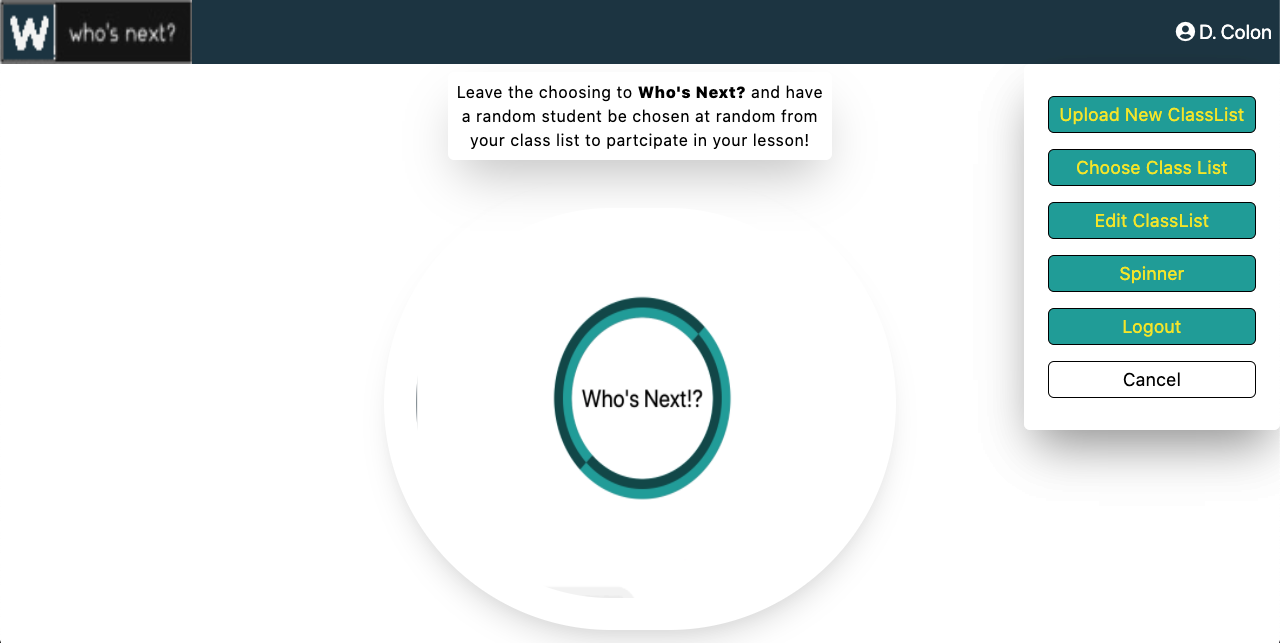 W who's next?
D. Colon
Leave the choosing to Who's Next? and have
a random student be chosen at random from
your class list to partcipate in your lesson!
Upload New ClassList
Choose Class List
Edit ClassList
Spinner
Logout
Cancel
Who's Next!?